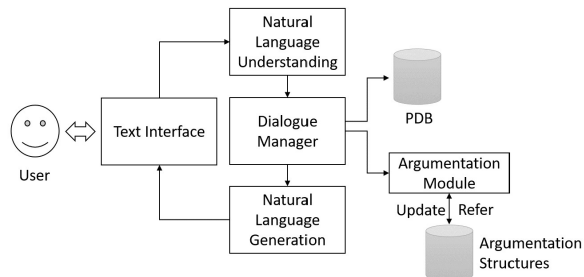 Natural
Language
Understanding
User
Text Interface
Dialogue
Manager
PDB
Natural
Language
Generation
Argumentation
Module
Update Refer
Argumentation
Structures